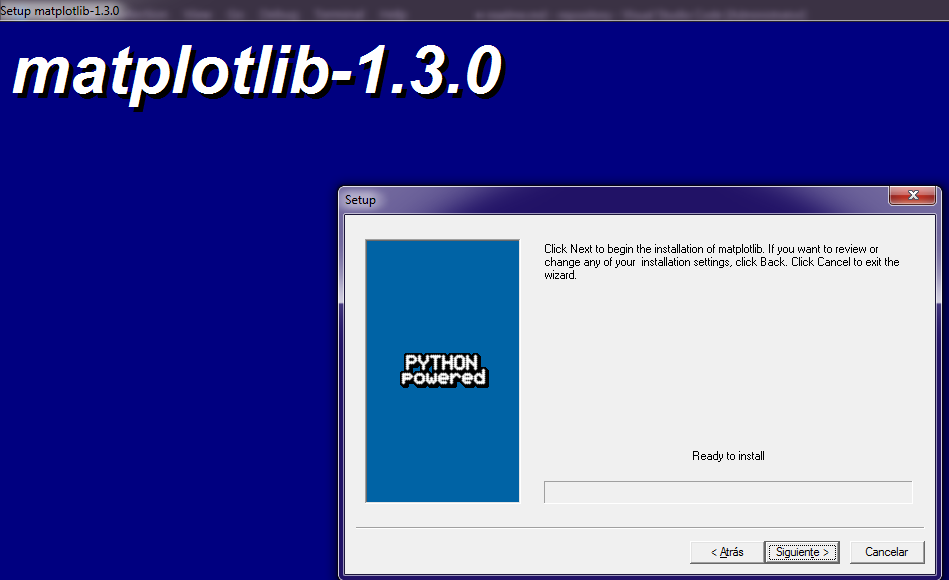 Setup matplotlib-1.3.0
matplotlib-1.3.0
Setup
Click Next to begin the installation of matplotlib. If you want to review or
change any of your installation settings, click Back. Click Cancel to exit the
wizard.
PYTHON
powered
Ready to install
< Atrás
Siguiente >
Cancelar